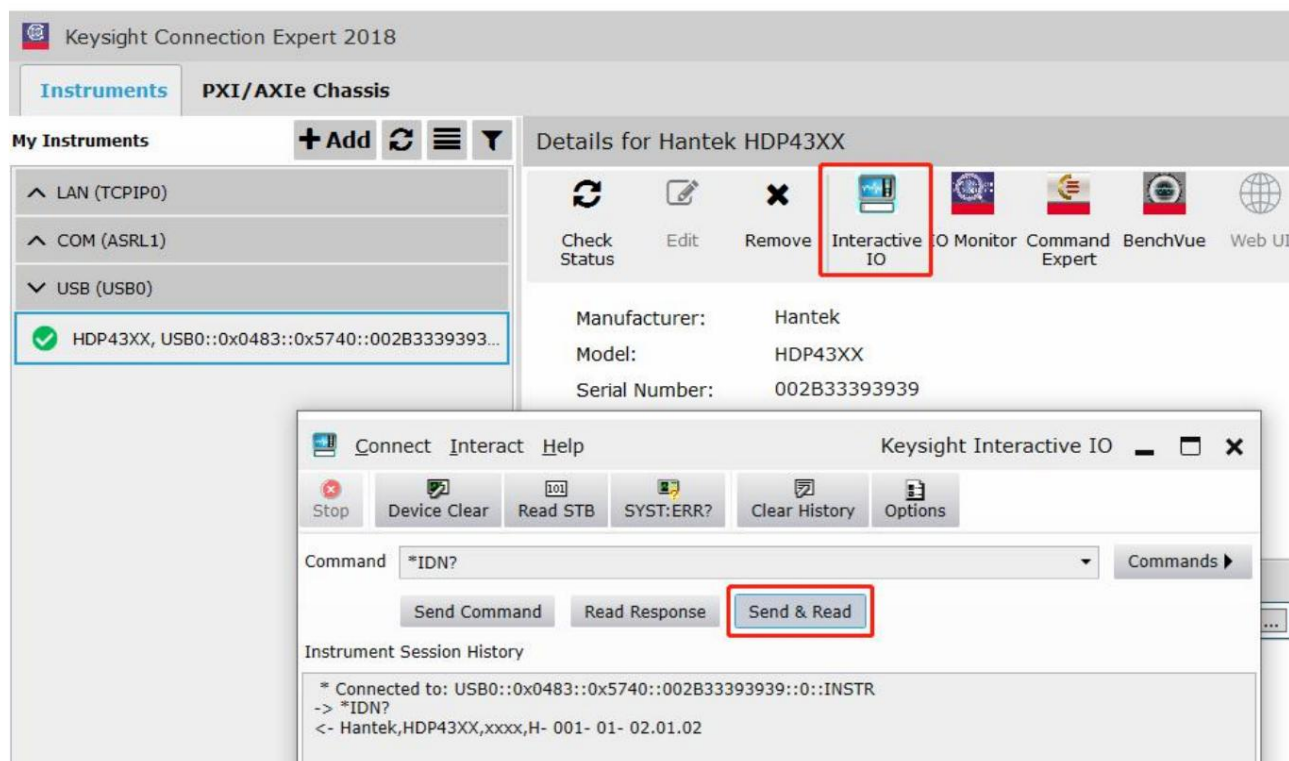 Keysight Connection Expert 2018
Instruments PXI/AXIe Chassis
My Instruments + Add
Details for Hantek HDP43XX
LAN (TCPIP0)
COM (ASRL1)
USB (USB0)
HDP43XX, USB0::0x0483::0x5740::002B3339393...
Check Status
Edit
Remove
Interactive IO
IO Monitor
Command Expert
BenchVue
Web UI
Manufacturer: Hantek
Model: HDP43XX
Serial Number: 002B33393939
Connect Interact Help Keysight Interactive IO
Stop
101
Device Clear Read STB SYST:ERR? Clear History Options
Command *IDN? Commands
Send Command Read Response Send & Read
...
Instrument Session History
* Connected to: USB0::0x0483::0x5740::002B33393939::0::INSTR
-> *IDN?
<- Hantek,HDP43XX,xxxx,H- 001- 01- 02.01.02